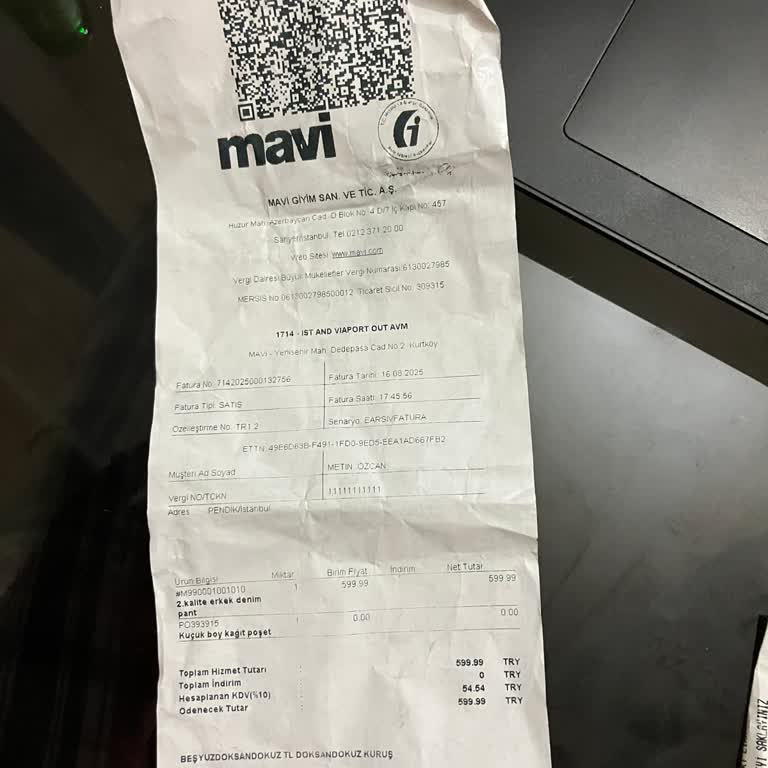 mavi
MAVİ GİYİM SAN. VE TİC. A.Ş.
Huzur Mah. Azerbaycan Cad. D Blok No: 4 D/7 İç Kapı No: 457
Sarıyer/İstanbul, Tel:0212 371 20 00
Web Sitesi: www.mavi.com
Vergi Dairesi:Büyük Mükellefler Vergi Numarası:6130027985
MERSİS No:0613002798500012 Ticaret Sicil No: 309315
1714 - IST AND VIAPORT OUT AVM
MAVI - Yenisehir Mah. Dedepasa Cad.No:2 Kurtköy
Fatura No: 7142025000132756
Fatura Tarihi: 16.08.2025
Fatura Tipi: SATIŞ
Fatura Saati: 17:45:56
Özelleştirme No: TR1.2
Senaryo: EARSIVFATURA
ETTN: 49E6D63B-F491-1FD0-9ED5-EEA1AD667FB2
Müşteri Ad Soyad
METIN OZCAN
Vergi NO/TCKN
11111111111
Adres PENDİK/İstanbul
Ürün Bilgisi Miktar Birim Fiyat İndirim Net Tutar
#M990001001010 1 599.99 599.99
2.kalite erkek denim
pant
PO393915 1 0.00 0.00
Küçük boy kağıt poşet
Toplam Hizmet Tutarı : 599.99 TRY
Toplam İndirim : 0 TRY
Hesaplanan KDV(%10) : 54.54 TRY
Ödenecek Tutar : 599.99 TRY
BEŞYUZDOKSANDOKUZ TL DOKSANDOKUZ KURUŞ